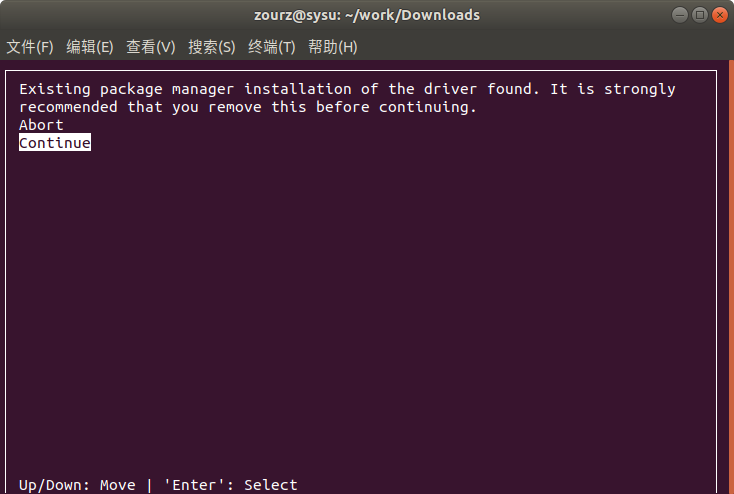 zourz@sysu: ~/work/Downloads
文件(F) 编辑(E) 查看(V) 搜索(S) 终端(T) 帮助(H)
Existing package manager installation of the driver found. It is strongly
recommended that you remove this before continuing.
Abort
Continue
Up/Down: Move | 'Enter': Select